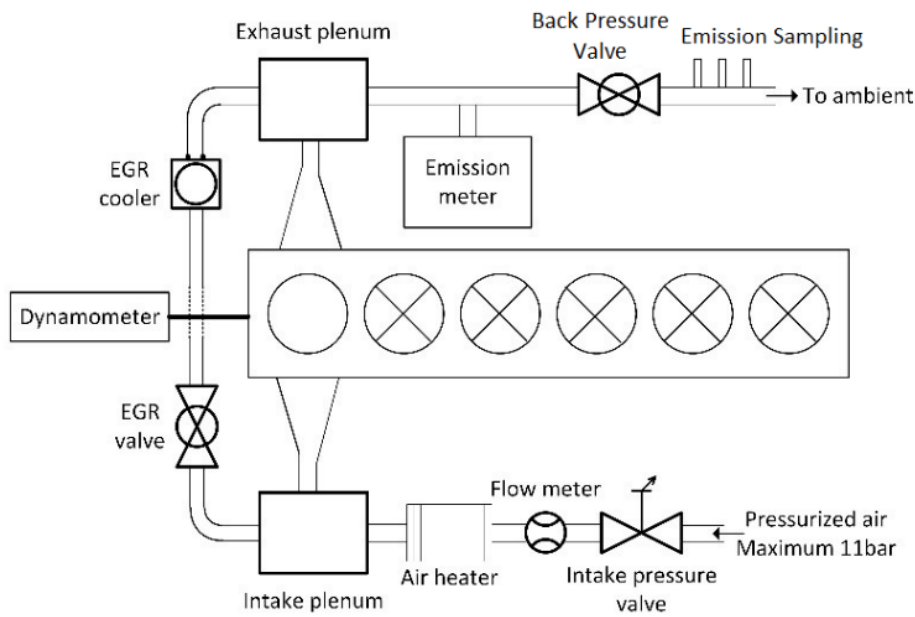 Exhaust plenum
Back Pressure
Valve
Emission Sampling
To ambient
EGR
cooler
Emission
meter
Dynamometer
EGR
valve
Flow meter
Pressurized air
Maximum 11bar
Air heater
Intake pressure
valve
Intake plenum